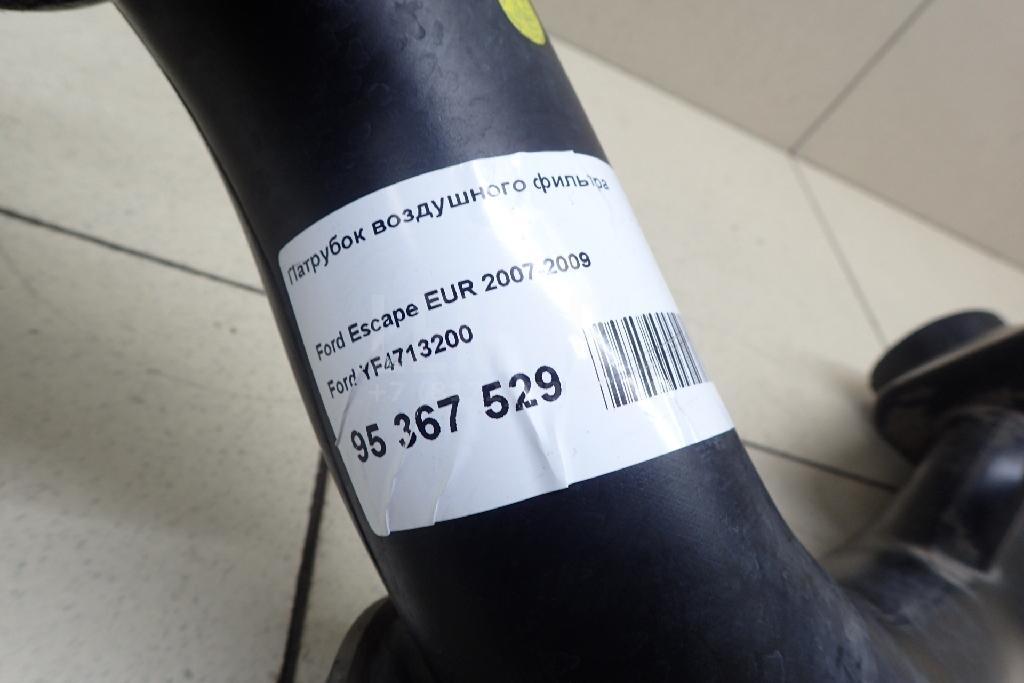 Патрубок воздушного фильтра
Ford Escape EUR 2007-2009
Ford YF4713200
95 367 529